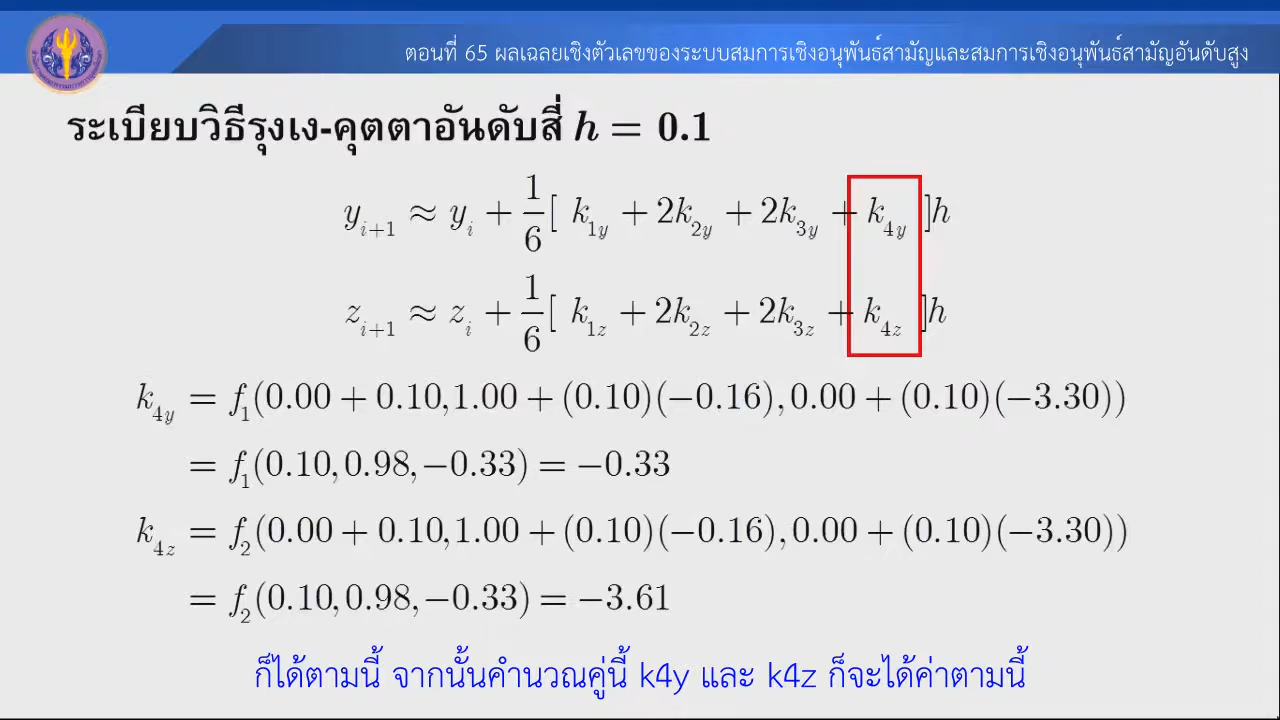 ตอนที่ 65 ผลเฉลยเชิงตัวเลขของระบบสมการเชิงอนุพันธ์สามัญและสมการเชิงอนุพันธ์สามัญอันดับสูง
ระเบียบวิธีรุงเง-คุตตาอันดับสี่ h = 0.1
y_{i+1} ≈ y_i + \frac{1}{6}[ k_{1y} + 2k_{2y} + 2k_{3y} + k_{4y} ]h
z_{i+1} ≈ z_i + \frac{1}{6}[ k_{1z} + 2k_{2z} + 2k_{3z} + k_{4z} ]h
k_{4y} = f_1(0.00 + 0.10, 1.00 + (0.10)(−0.16), 0.00 + (0.10)(−3.30))
= f_1(0.10, 0.98, −0.33) = −0.33
k_{4z} = f_2(0.00 + 0.10, 1.00 + (0.10)(−0.16), 0.00 + (0.10)(−3.30))
= f_2(0.10, 0.98, −0.33) = −3.61
ก็ได้ตามนี้ จากนั้นคำนวณคู่นี้ k4y และ k4z ก็จะได้ค่าตามนี้